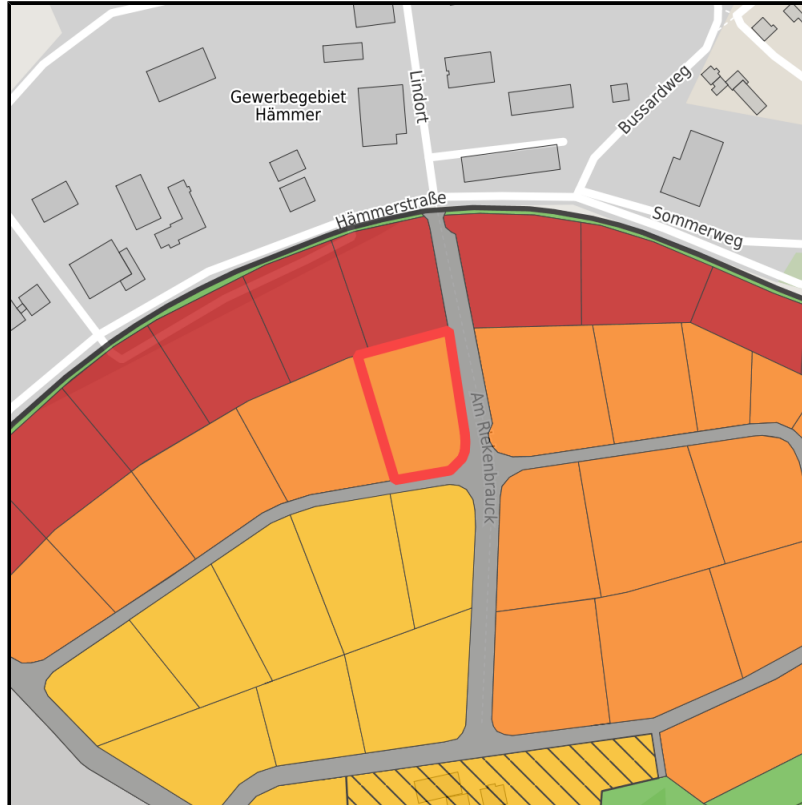 Lindort
Gewerbegebiet
Hämmer
Bussardweg
Hämmerstraße
Sommerweg
Am Riekenbrauck